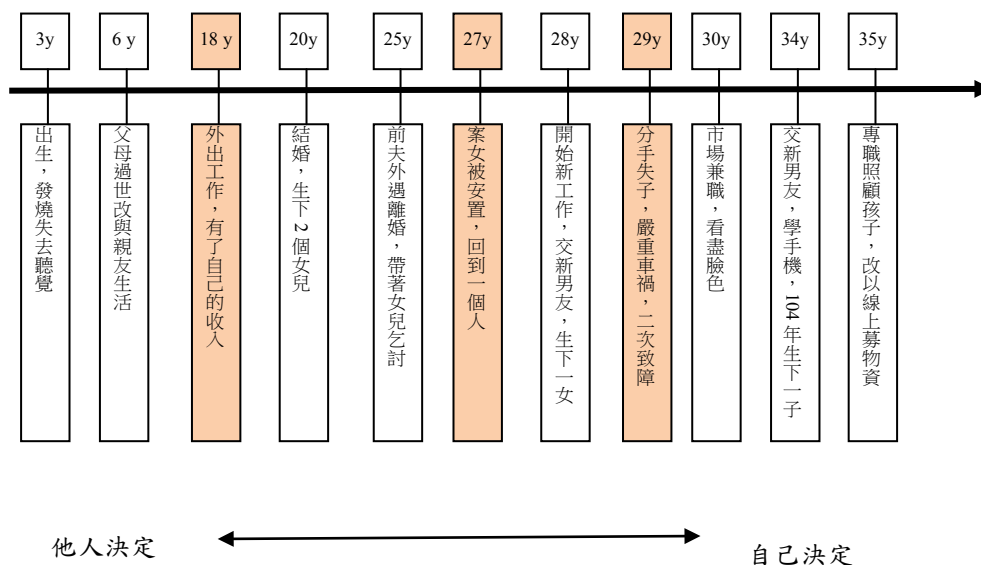 3y
6 y
18 y
20y
25y
27y
28y
29y
30y
34y
35y
出生，發燒失去聽覺
父母過世改與親友生活
外出工作，有了自己的收入
結婚，生下 2 個女兒
前夫外遇離婚，帶著女兒乞討
案女被安置，回到一個人
開始新工作，交新男友，生下一女
分手失子，嚴重車禍，二次致障
市場兼職，看盡臉色
交新男友，學手機，104 年生下一子
專職照顧孩子，改以線上募物資
他人決定
自己決定